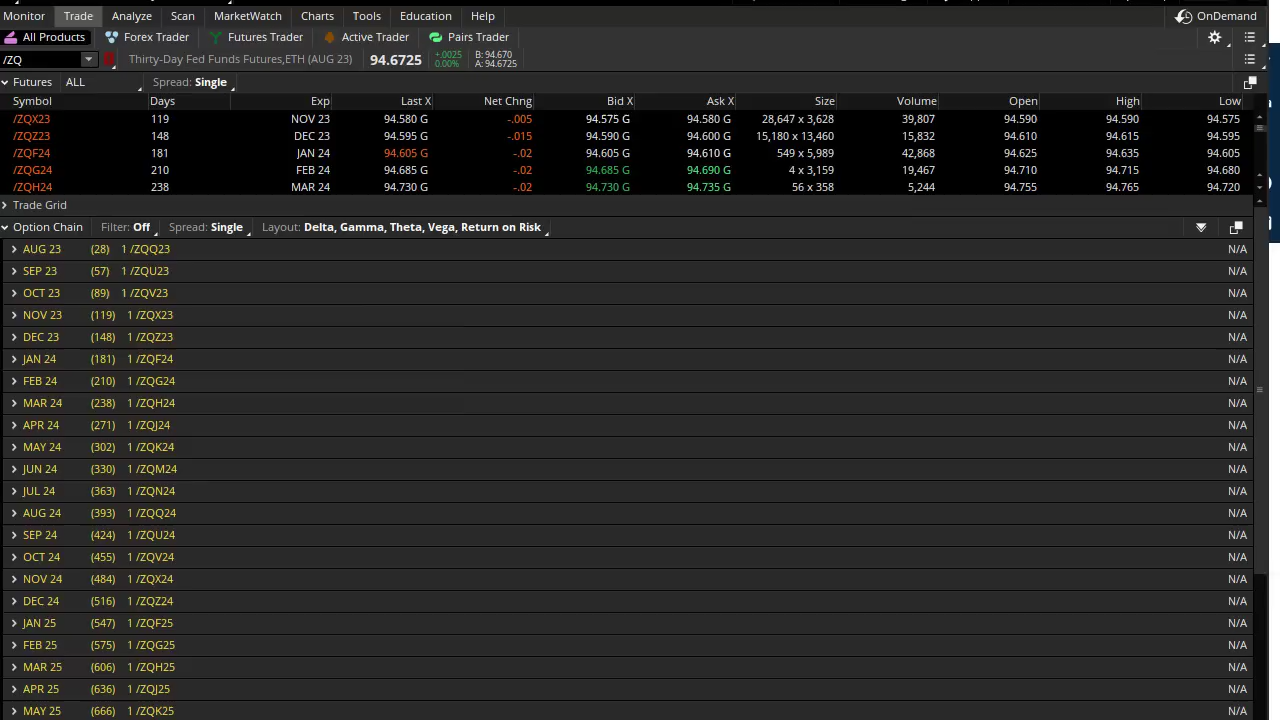 Monitor Trade Analyze Scan MarketWatch Charts Tools Education Help OnDemand
All Products Forex Trader Futures Trader Active Trader Pairs Trader
/ZQ Thirty-Day Fed Funds Futures,ETH (AUG 23) 94.6725 +.0025 0.00% B: 94.670 A: 94.6725
Futures ALL Spread: Single
Symbol Days Exp Last X Net Chng Bid X Ask X Size Volume Open High Low
/ZQX23 119 NOV 23 94.580 G -.005 94.575 G 94.580 G 28,647 x 3,628 39,807 94.590 94.590 94.575
/ZQZ23 148 DEC 23 94.595 G -.015 94.590 G 94.600 G 15,180 x 13,460 15,832 94.610 94.615 94.595
/ZQF24 181 JAN 24 94.605 G -.02 94.605 G 94.610 G 549 x 5,989 42,868 94.625 94.635 94.605
/ZQG24 210 FEB 24 94.685 G -.02 94.685 G 94.690 G 4 x 3,159 19,467 94.710 94.715 94.680
/ZQH24 238 MAR 24 94.730 G -.02 94.730 G 94.735 G 56 x 358 5,244 94.755 94.765 94.720
Trade Grid
Option Chain Filter: Off Spread: Single Layout: Delta, Gamma, Theta, Vega, Return on Risk
AUG 23 (28) 1 /ZQQ23 N/A
SEP 23 (57) 1 /ZQU23 N/A
OCT 23 (89) 1 /ZQV23 N/A
NOV 23 (119) 1 /ZQX23 N/A
DEC 23 (148) 1 /ZQZ23 N/A
JAN 24 (181) 1 /ZQF24 N/A
FEB 24 (210) 1 /ZQG24 N/A
MAR 24 (238) 1 /ZQH24 N/A
APR 24 (271) 1 /ZQJ24 N/A
MAY 24 (302) 1 /ZQK24 N/A
JUN 24 (330) 1 /ZQM24 N/A
JUL 24 (363) 1 /ZQN24 N/A
AUG 24 (393) 1 /ZQQ24 N/A
SEP 24 (424) 1 /ZQU24 N/A
OCT 24 (455) 1 /ZQV24 N/A
NOV 24 (484) 1 /ZQX24 N/A
DEC 24 (516) 1 /ZQZ24 N/A
JAN 25 (547) 1 /ZQF25 N/A
FEB 25 (575) 1 /ZQG25 N/A
MAR 25 (606) 1 /ZQH25 N/A
APR 25 (636) 1 /ZQJ25 N/A
MAY 25 (666) 1 /ZQK25 N/A